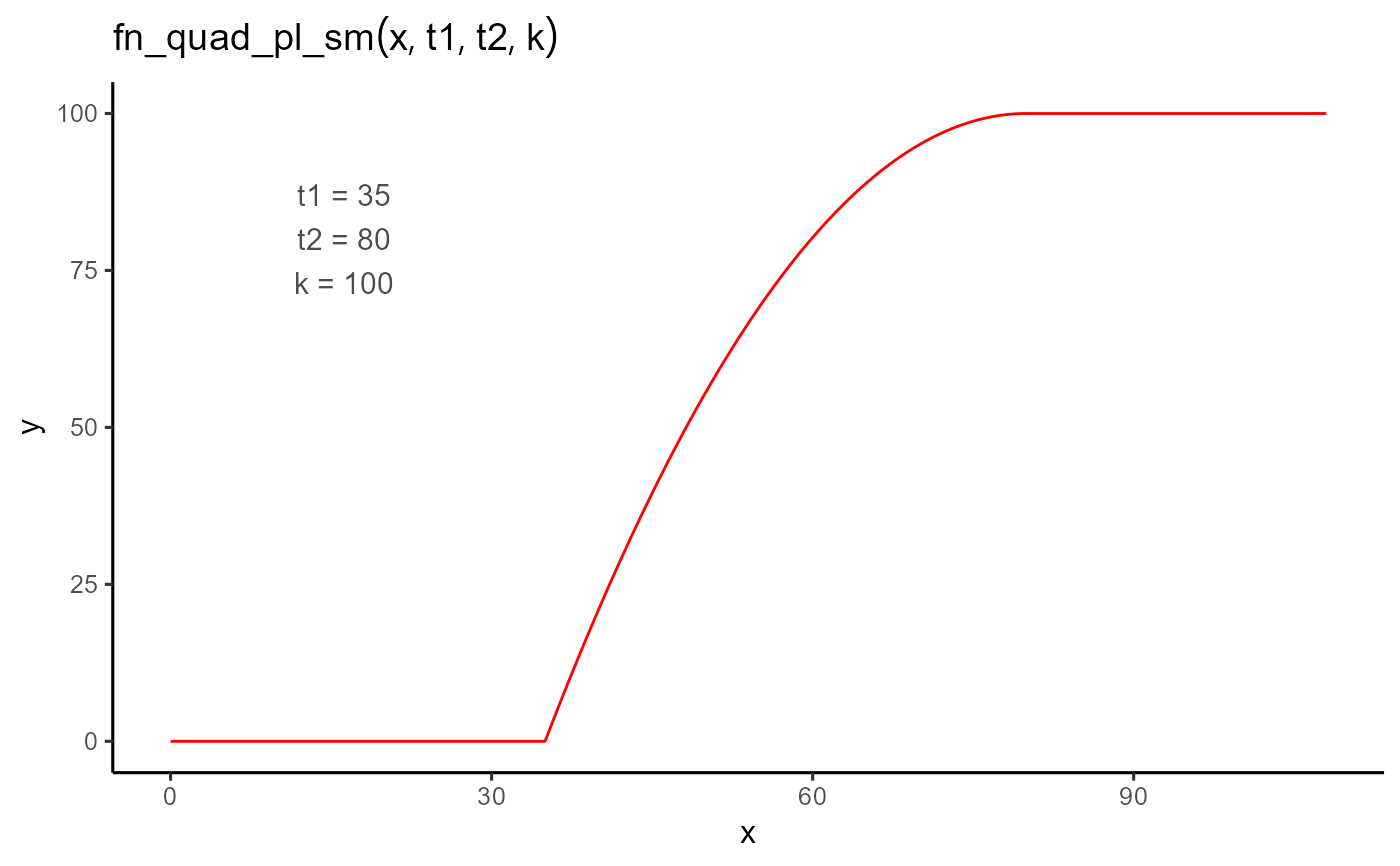 fn_quad_pl_sm(x, t1, t2, k)
100
75
50
25
0
y
t1 = 35
t2 = 80
k = 100
0 30 60 90
x